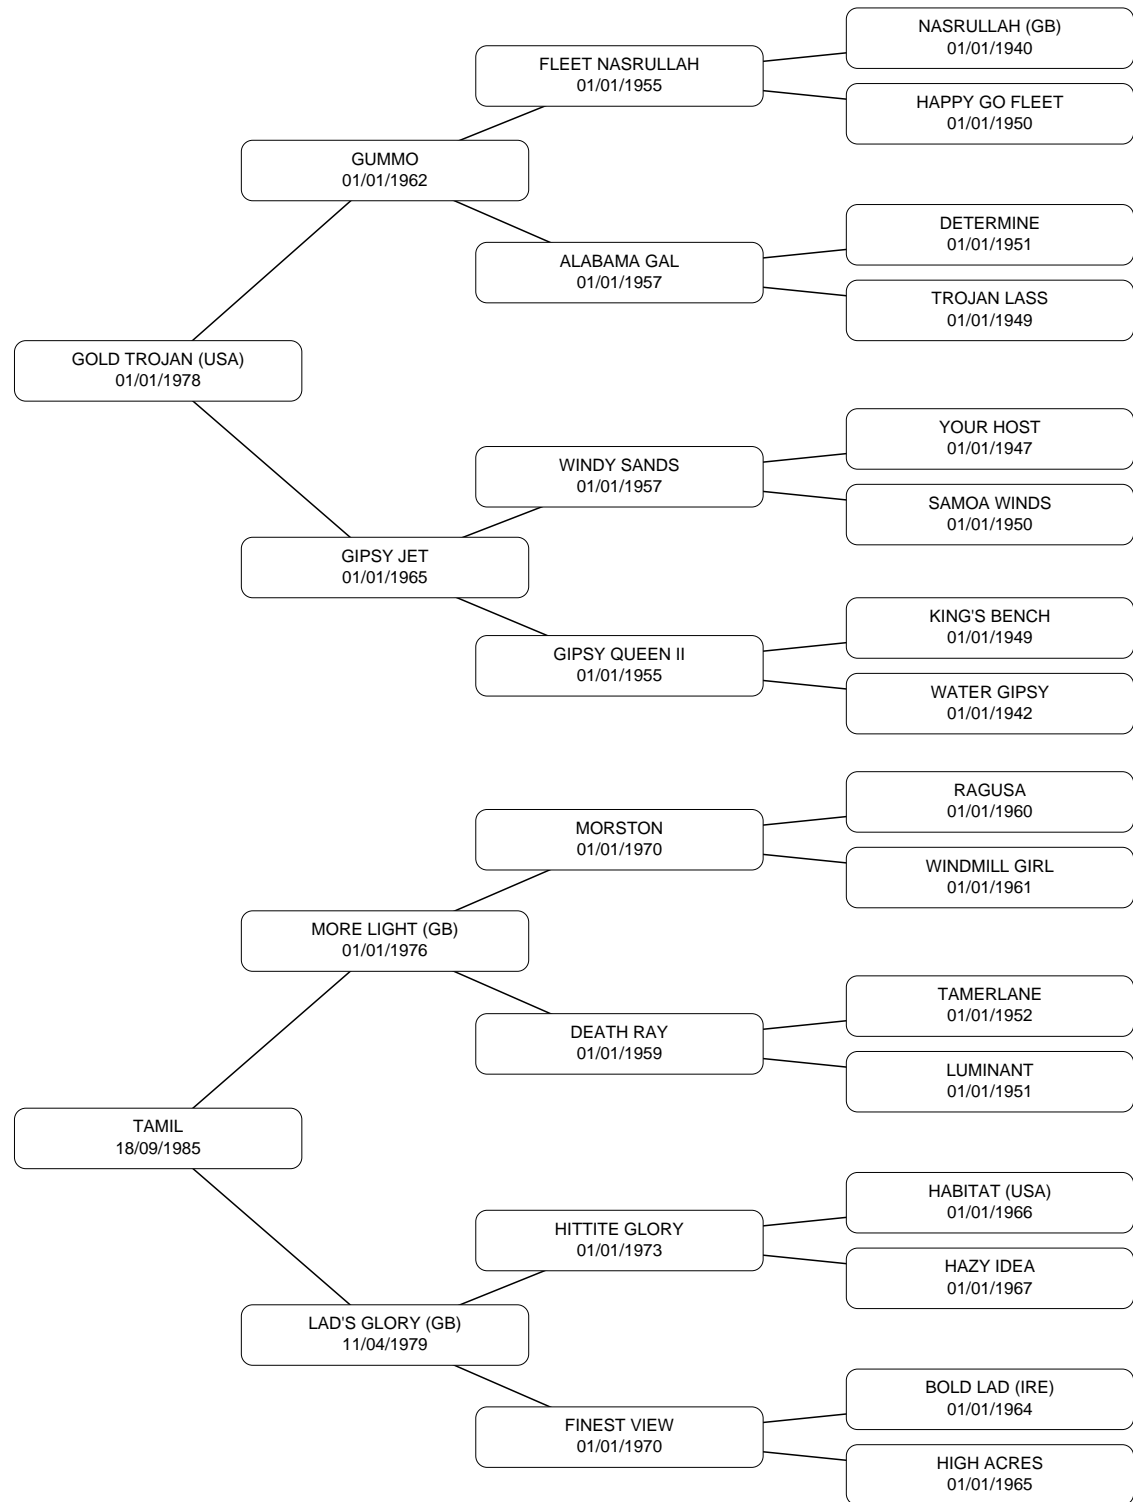 NASRULLAH (GB)
01/01/1940
FLEET NASRULLAH
01/01/1955
HAPPY GO FLEET
01/01/1950
GUMMO
01/01/1962
DETERMINE
01/01/1951
ALABAMA GAL
01/01/1957
TROJAN LASS
01/01/1949
GOLD TROJAN (USA)
01/01/1978
YOUR HOST
01/01/1947
WINDY SANDS
01/01/1957
SAMOA WINDS
01/01/1950
GIPSY JET
01/01/1965
KING'S BENCH
01/01/1949
GIPSY QUEEN II
01/01/1955
WATER GIPSY
01/01/1942
RAGUSA
01/01/1960
MORSTON
01/01/1970
WINDMILL GIRL
01/01/1961
MORE LIGHT (GB)
01/01/1976
TAMERLANE
01/01/1952
DEATH RAY
01/01/1959
LUMINANT
01/01/1951
TAMIL
18/09/1985
HABITAT (USA)
01/01/1966
HITTITE GLORY
01/01/1973
HAZY IDEA
01/01/1967
LAD'S GLORY (GB)
11/04/1979
BOLD LAD (IRE)
01/01/1964
FINEST VIEW
01/01/1970
HIGH ACRES
01/01/1965